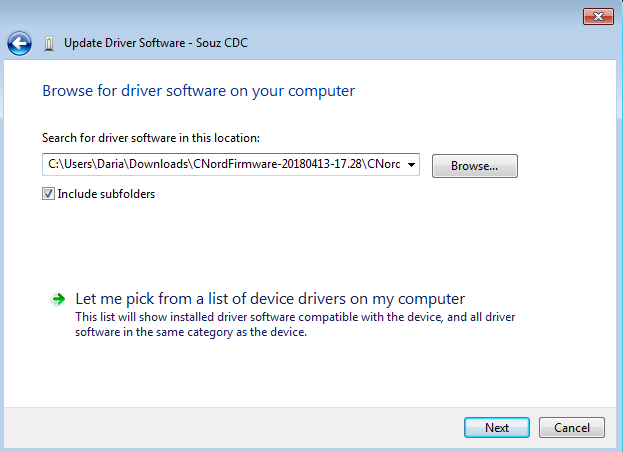 Update Driver Software - Souz CDC
Browse for driver software on your computer
Search for driver software in this location:
C:\Users\Daria\Downloads\CNordFirmware-20180413-17.28\CNord
Browse...
Include subfolders
Let me pick from a list of device drivers on my computer
This list will show installed driver software compatible with the device, and all driver
software in the same category as the device.
Next
Cancel